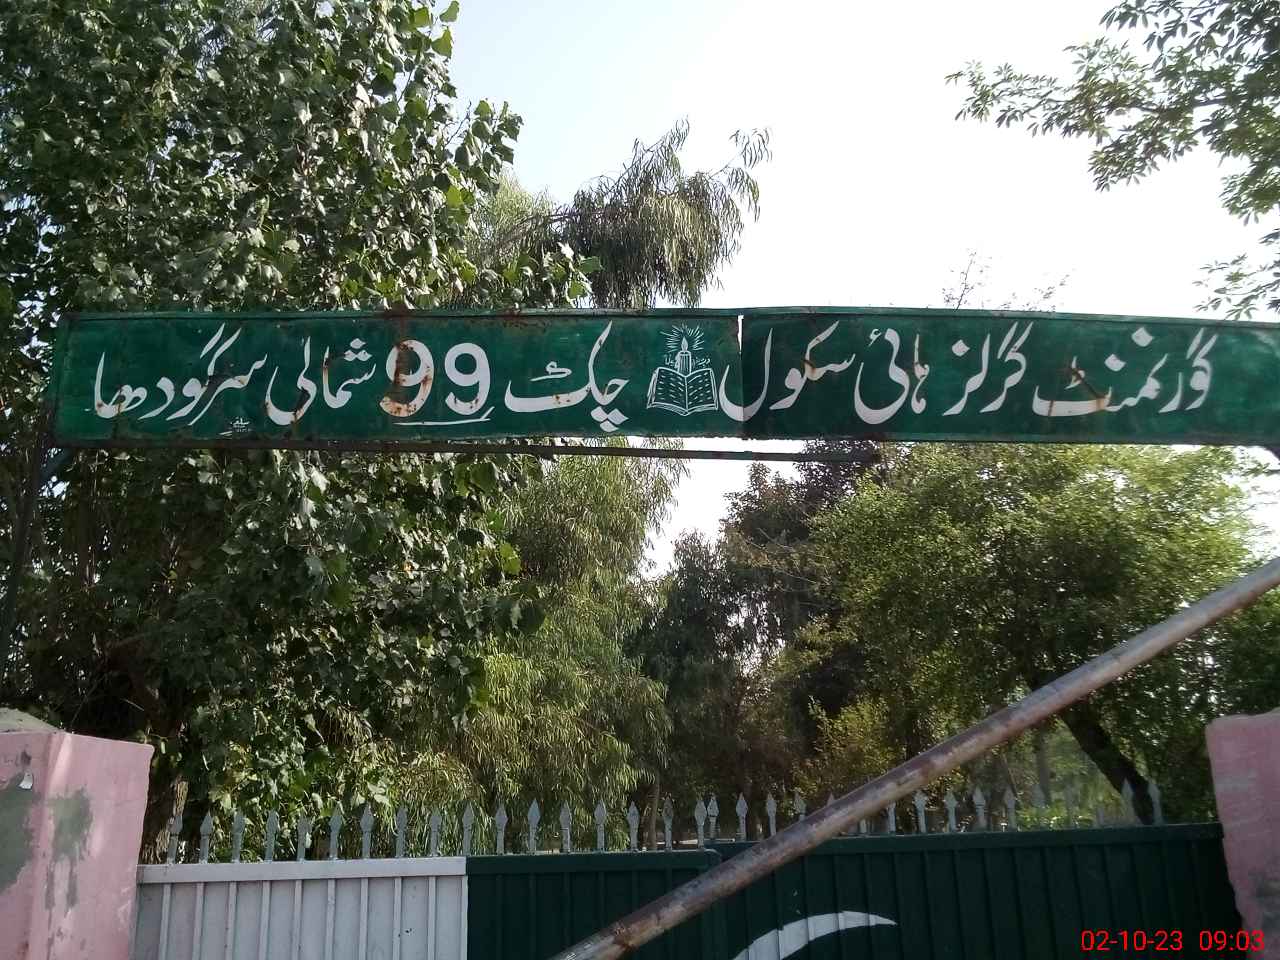 گورنمنٹ گرلز ہائی سکول چک 99 شمالی سرگودھا
02-10-23 09:03